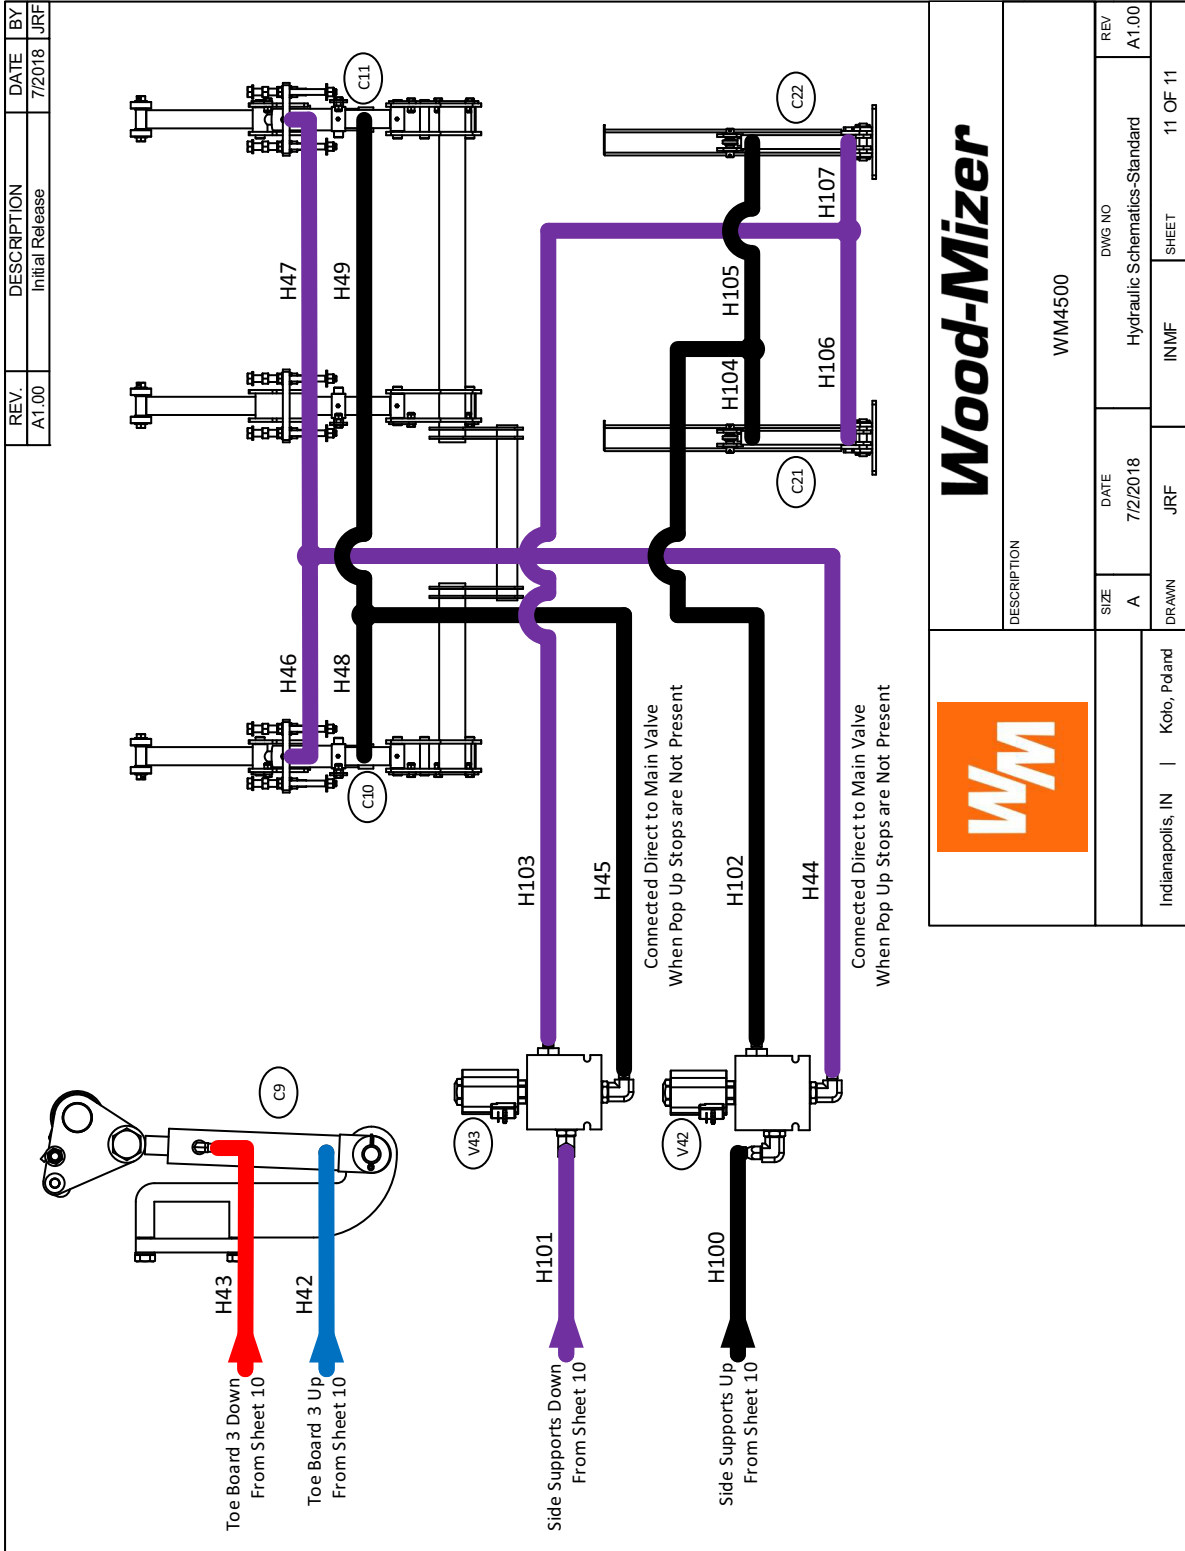 REV.
DESCRIPTION
DATE
BY
A1.00
Initial Release
7/2018
JRF
C9
H43
H42
Toe Board 3 Down
From Sheet 10
Toe Board 3 Up
From Sheet 10
H46
H47
H48
H49
C10
C11
V43
H101
Side Supports Down
From Sheet 10
H103
H45
Connected Direct to Main Valve
When Pop Up Stops are Not Present
V42
H100
Side Supports Up
From Sheet 10
H102
H44
Connected Direct to Main Valve
When Pop Up Stops are Not Present
H104
H105
H106
H107
C21
C22
WM
Wood-Mizer
DESCRIPTION
WM4500
SIZE
A
DATE
7/2/2018
DWG NO
Hydraulic Schematics-Standard
REV
A1.00
Indianapolis, IN | Koło, Poland
DRAWN
JRF
INMF
SHEET
11 OF 11